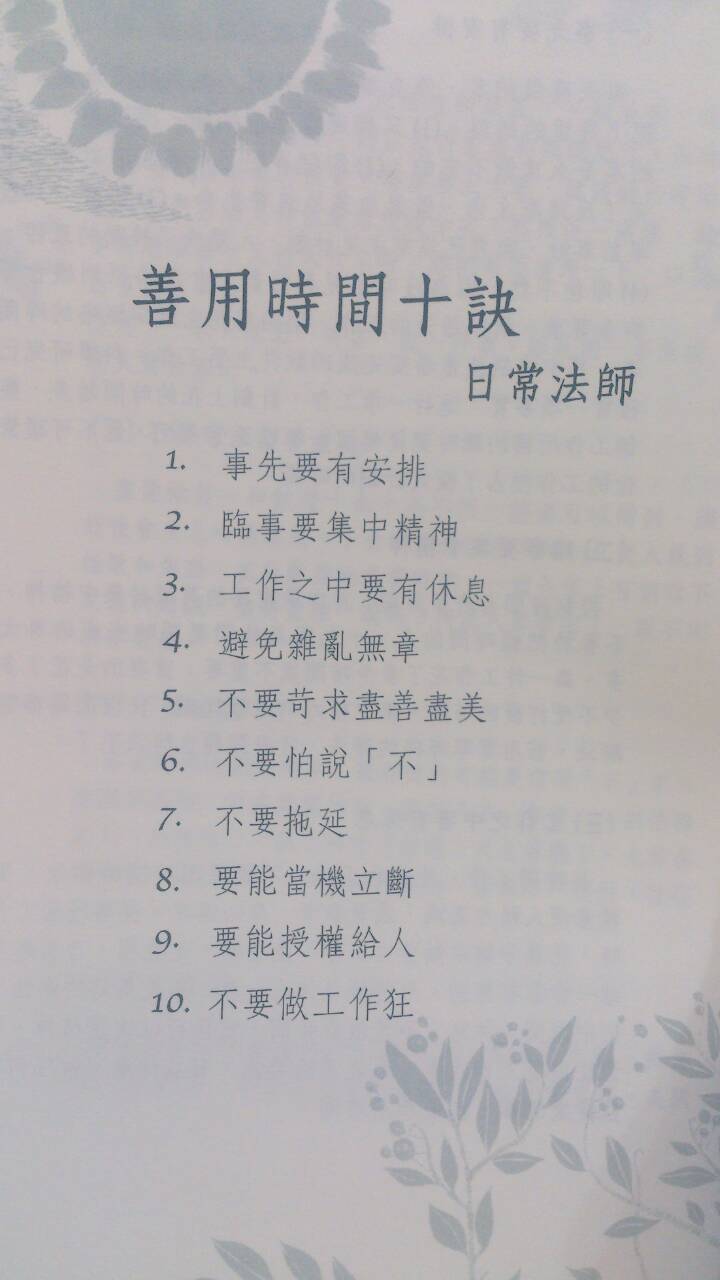 善用時間十訣
日常法師
1. 事先要有安排
2. 臨事要集中精神
3. 工作之中要有休息
4. 避免雜亂無章
5. 不要苛求盡善盡美
6. 不要怕說「不」
7. 不要拖延
8. 要能當機立斷
9. 要能授權給人
10. 不要做工作狂